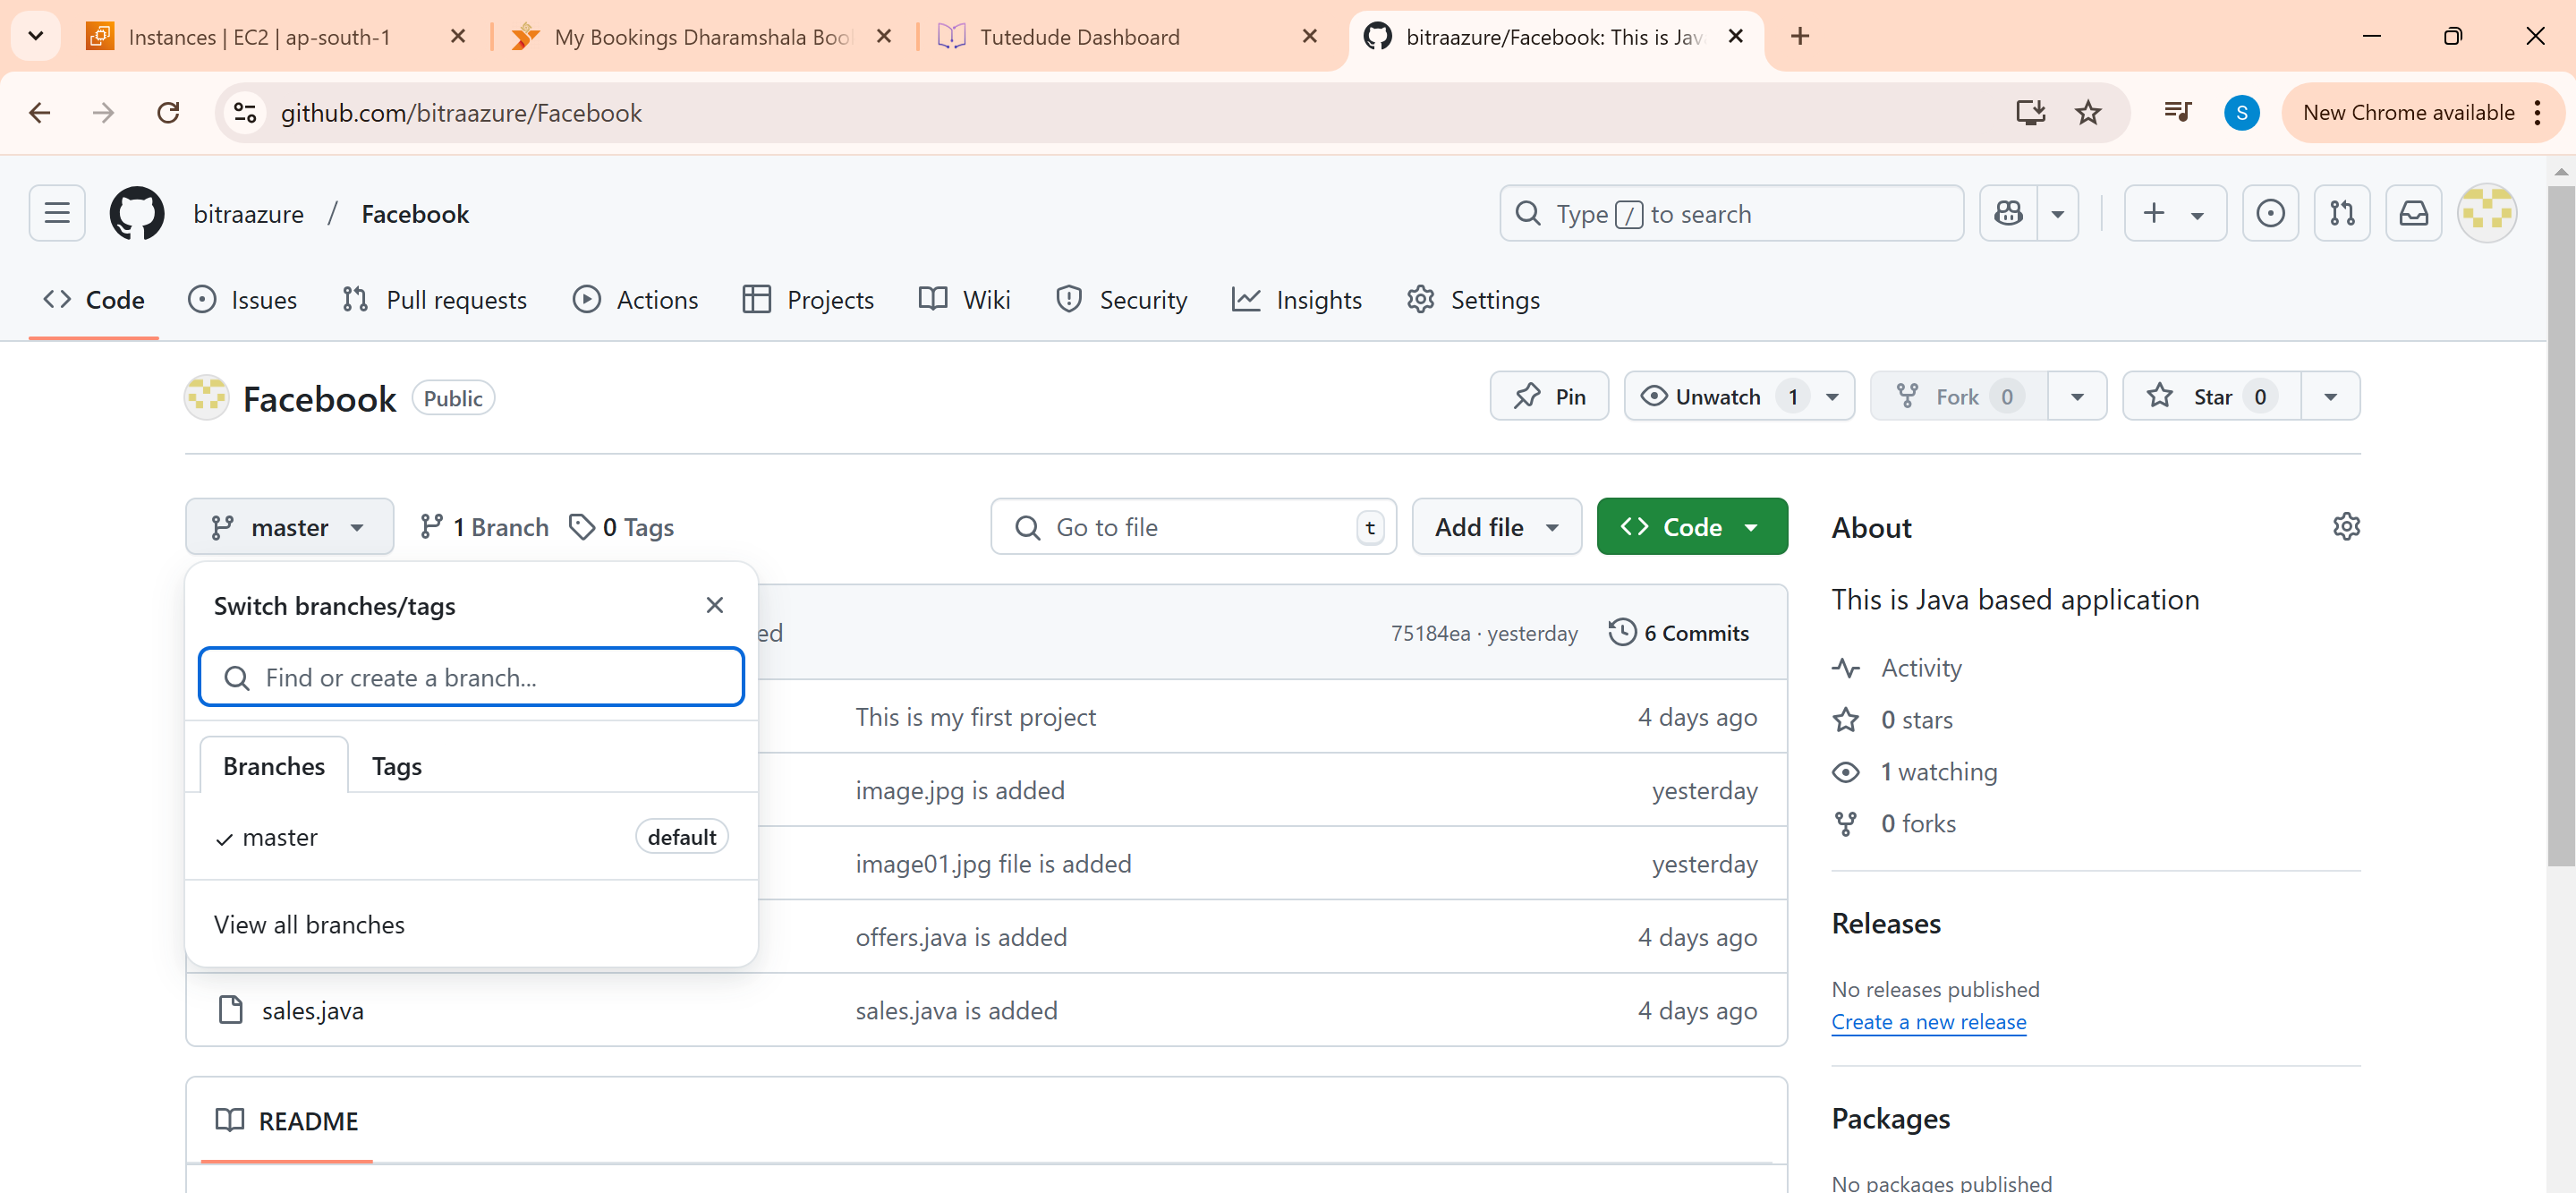 Instances | EC2 | ap-south-1
My Bookings Dharamshala Boo
Tutedude Dashboard
bitraazure/Facebook: This is Jav
github.com/bitraazure/Facebook
S
New Chrome available
bitraazure / Facebook
Type / to search
Code
Issues
Pull requests
Actions
Projects
Wiki
Security
Insights
Settings
Facebook Public
Pin
Unwatch 1
Fork 0
Star 0
master
1 Branch
0 Tags
Go to file t
Add file
Code
Switch branches/tags
Find or create a branch...
Branches
Tags
master default
View all branches
ed
75184ea · yesterday
6 Commits
This is my first project 4 days ago
image.jpg is added yesterday
image01.jpg file is added yesterday
offers.java is added 4 days ago
sales.java sales.java is added 4 days ago
README
About
This is Java based application
Activity
0 stars
1 watching
0 forks
Releases
No releases published
Create a new release
Packages
No packages published